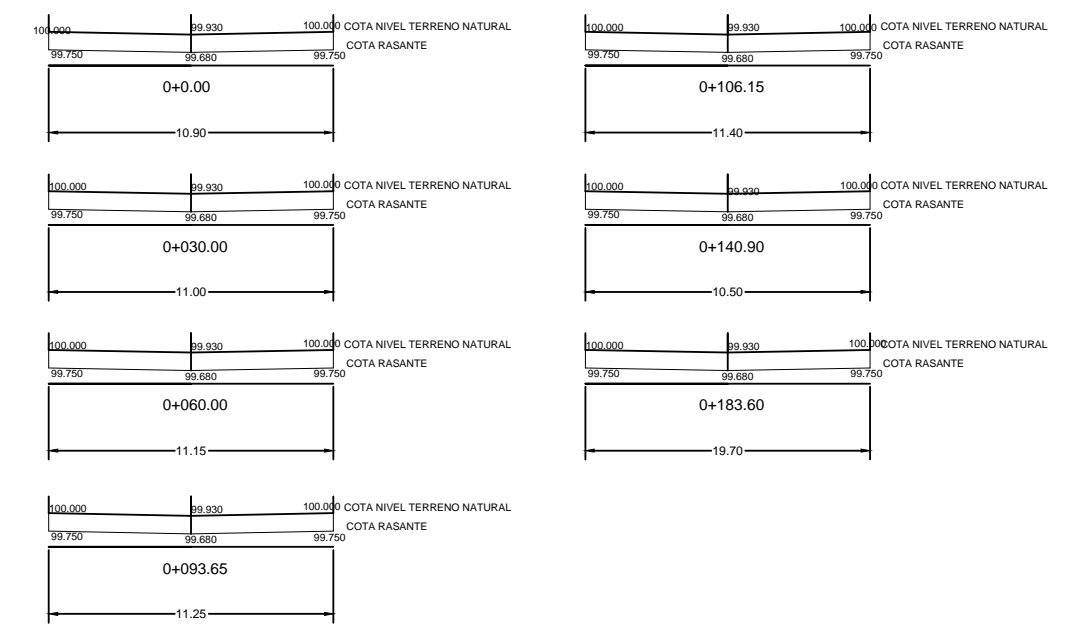 100.000 99.930 100.000 COTA NIVEL TERRENO NATURAL
COTA RASANTE
99.750 99.680 99.750
0+0.00
10.90
100.000 99.930 100.000 COTA NIVEL TERRENO NATURAL
COTA RASANTE
99.750 99.680 99.750
0+030.00
11.00
100.000 99.930 100.000 COTA NIVEL TERRENO NATURAL
COTA RASANTE
99.750 99.680 99.750
0+060.00
11.15
100.000 99.930 100.000 COTA NIVEL TERRENO NATURAL
COTA RASANTE
99.750 99.680 99.750
0+093.65
11.25
100.000 99.930 100.000 COTA NIVEL TERRENO NATURAL
COTA RASANTE
99.750 99.680 99.750
0+106.15
11.40
100.000 99.930 100.000 COTA NIVEL TERRENO NATURAL
COTA RASANTE
99.750 99.680 99.750
0+140.90
10.50
100.000 99.930 100.000 COTA NIVEL TERRENO NATURAL
COTA RASANTE
99.750 99.680 99.750
0+183.60
19.70